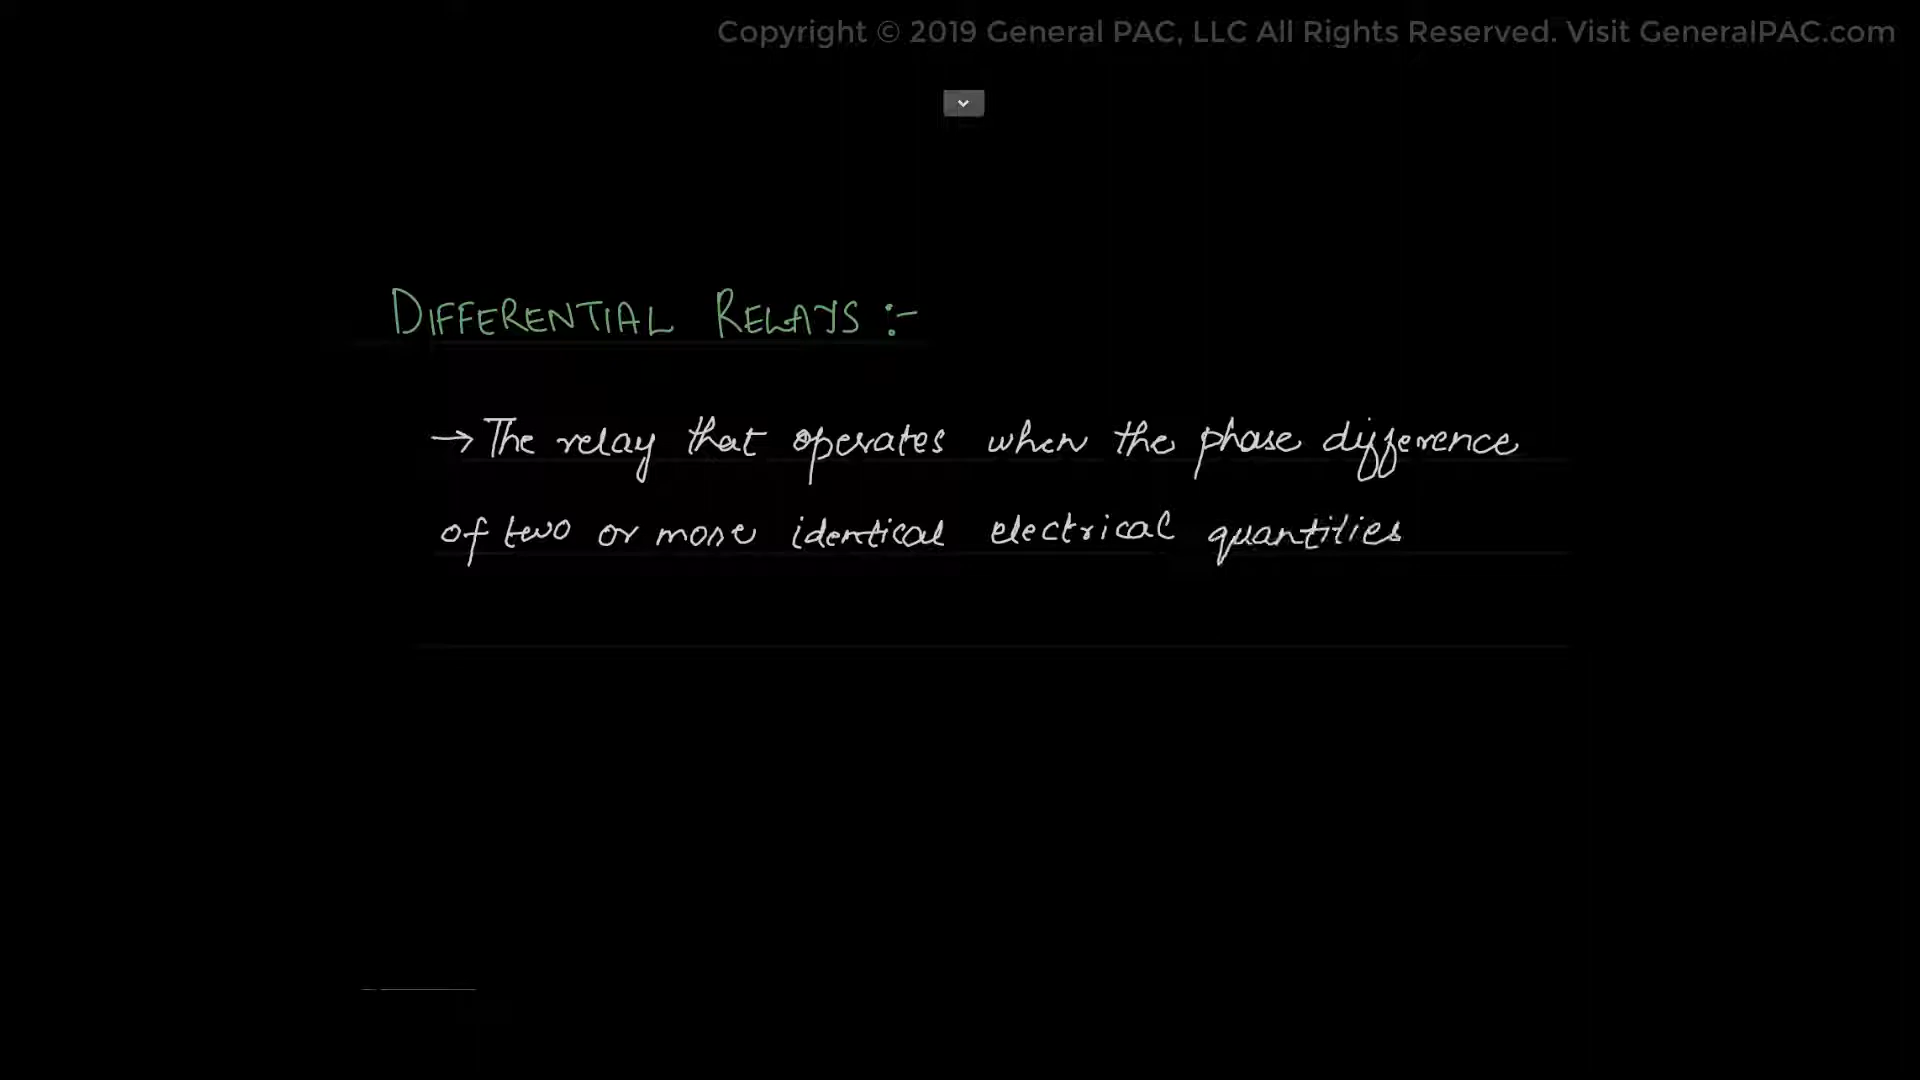 Copyright © 2019 General PAC, LLC All Rights Reserved. Visit GeneralPAC.com
DIFFERENTIAL RELAYS :-
→ The relay that operates when the phase difference
of two or more identical electrical quantities